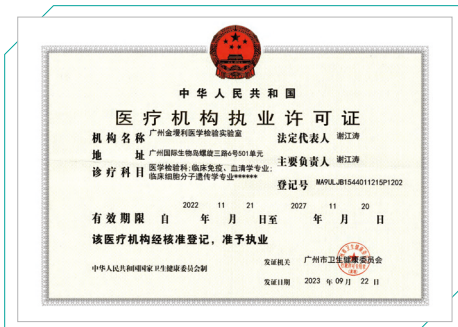 中华人民共和国
医疗机构执业许可证
机构名称 广州金墁利医学检验实验室 法定代表人 谢江涛
地 址 广州国际生物岛螺旋三路6号501单元 主要负责人 谢江涛
诊疗科目 医学检验科;临床免疫、血清学专业;
临床细胞分子遗传学专业****** 登记号 MA9ULJB1544011215P1202
有效期限 自 2022 年 11 月 21 日至 2027 年 11 月 20 日
该医疗机构经核准登记，准予执业
发证机关 广州市卫生健康委员会
中华人民共和国国家卫生健康委员会制
发证日期 2023 年 09 月 22 日